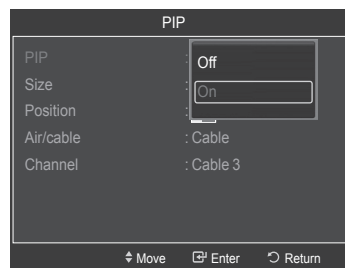 PIP
PIP : Off
Size : On
Position :
Air/cable : Cable
Channel : Cable 3
Move Enter Return